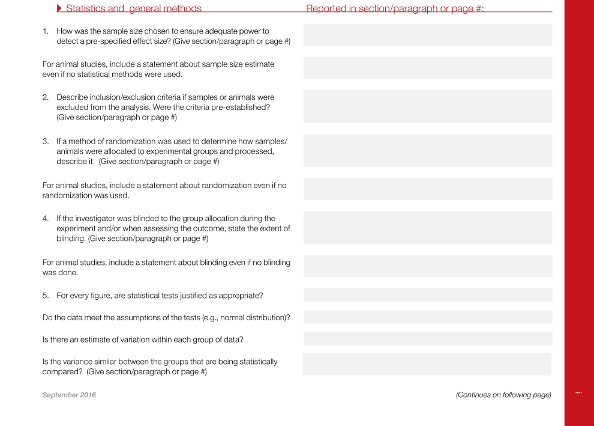 Statistics and general methods
Reported in section/paragraph or page #:
1. How was the sample size chosen to ensure adequate power to
detect a pre-specified effect size? (Give section/paragraph or page #)
For animal studies, include a statement about sample size estimate
even if no statistical methods were used.
2. Describe inclusion/exclusion criteria if samples or animals were
excluded from the analysis. Were the criteria pre-established?
(Give section/paragraph or page #)
3. If a method of randomization was used to determine how samples/
animals were allocated to experimental groups and processed,
describe it. (Give section/paragraph or page #)
For animal studies, include a statement about randomization even if no
randomization was used.
4. If the investigator was blinded to the group allocation during the
experiment and/or when assessing the outcome, state the extent of
blinding. (Give section/paragraph or page #)
For animal studies, include a statement about blinding even if no blinding
was done.
5. For every figure, are statistical tests justified as appropriate?
Do the data meet the assumptions of the tests (e.g., normal distribution)?
Is there an estimate of variation within each group of data?
Is the variance similar between the groups that are being statistically
compared? (Give section/paragraph or page #)
September 2016
(Continues on following page)